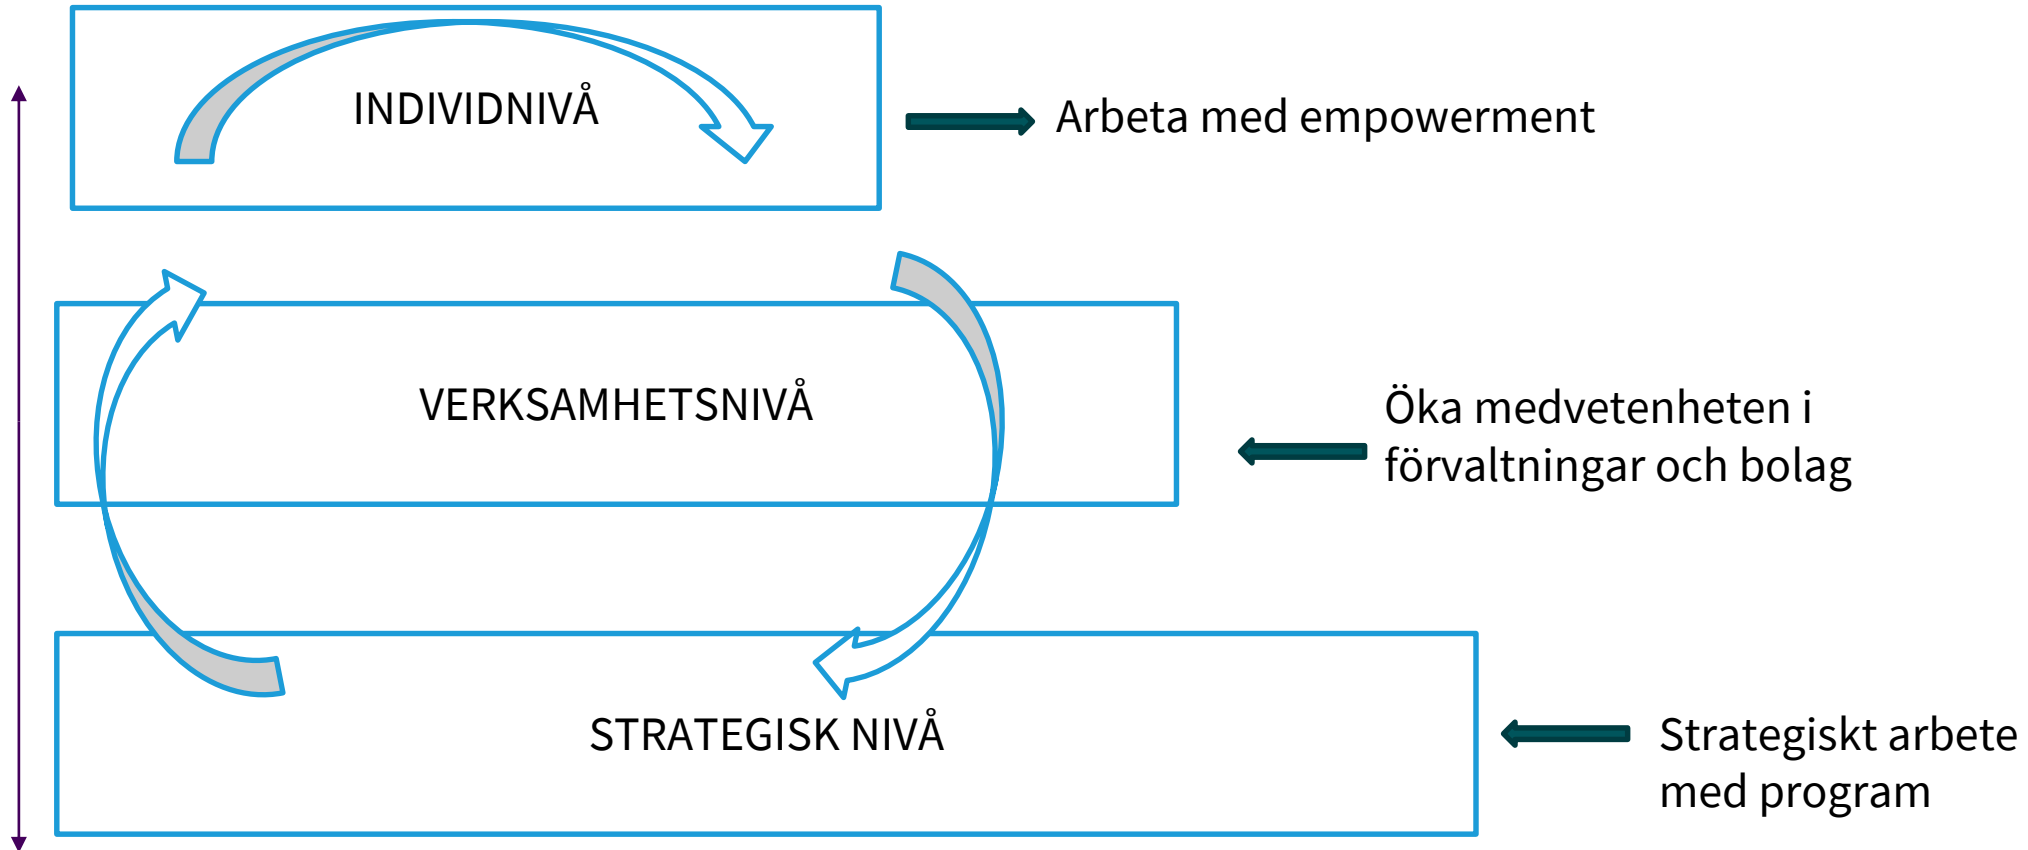 INDIVIDNIVÅ
Arbeta med empowerment
VERKSAMHETSNIVÅ
Öka medvetenheten i
förvaltningar och bolag
STRATEGISK NIVÅ
Strategiskt arbete
med program